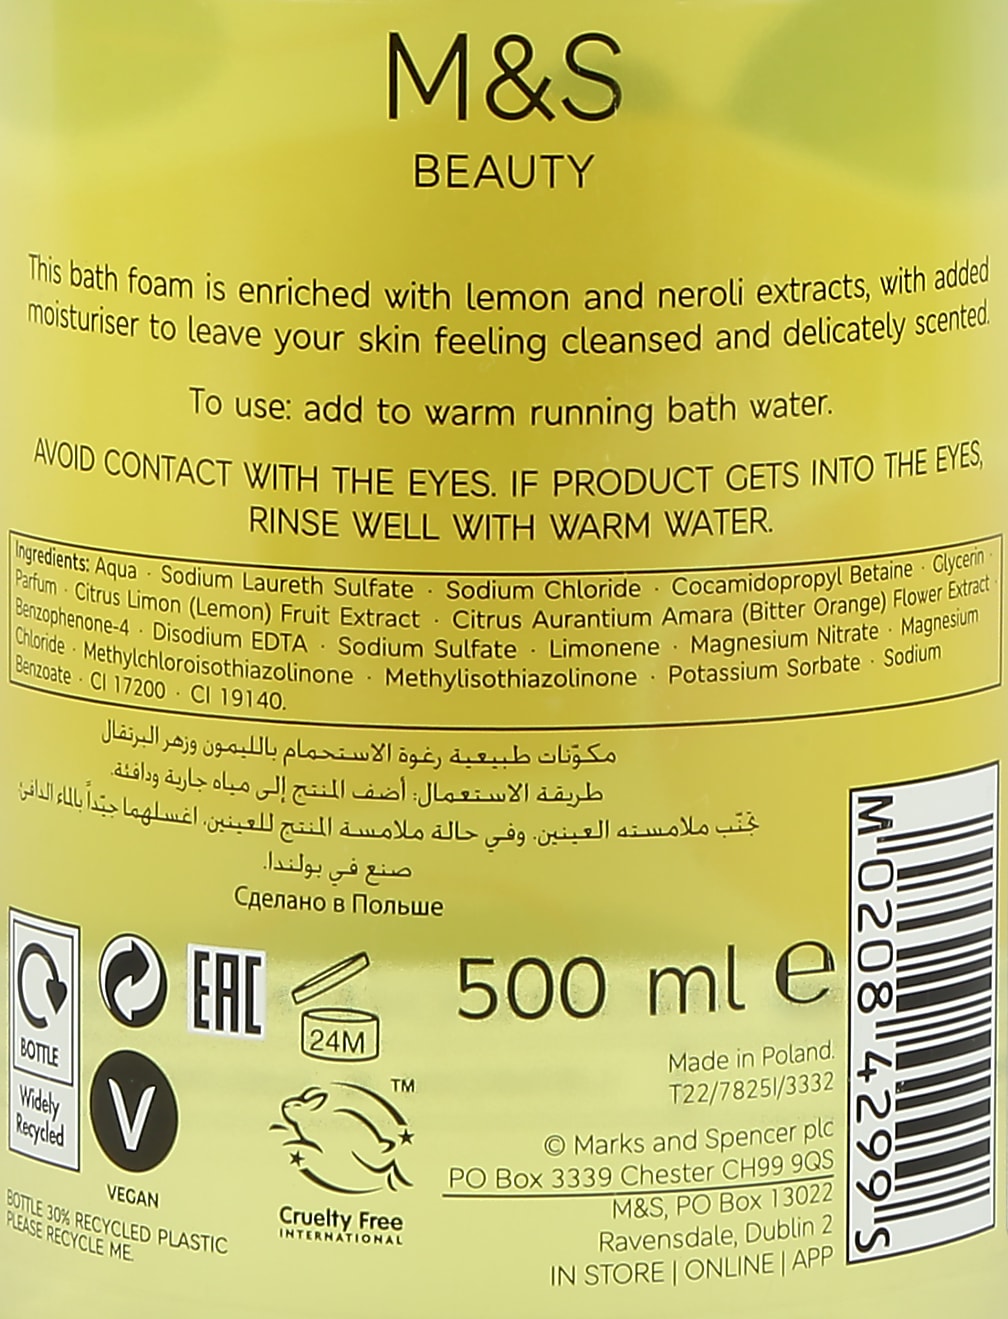 M&S
BEAUTY
This bath foam is enriched with lemon and neroli extracts, with added
moisturiser to leave your skin feeling cleansed and delicately scented.
To use: add to warm running bath water.
AVOID CONTACT WITH THE EYES. IF PRODUCT GETS INTO THE EYES,
RINSE WELL WITH WARM WATER.
Ingredients: Aqua · Sodium Laureth Sulfate · Sodium Chloride · Cocamidopropyl Betaine · Glycerin ·
Parfum · Citrus Limon (Lemon) Fruit Extract · Citrus Aurantium Amara (Bitter Orange) Flower Extract ·
Benzophenone-4 · Disodium EDTA · Sodium Sulfate · Limonene · Magnesium Nitrate · Magnesium
Chloride · Methylchloroisothiazolinone · Methylisothiazolinone · Potassium Sorbate · Sodium
Benzoate · CI 17200 · CI 19140.
مكوّنات طبيعية رغوة الاستحمام بالليمون وزهر البرتقال
طريقة الاستعمال: أضف المنتج إلى مياه جارية ودافئة.
تجنّب ملامسته العينين. وفي حالة ملامسة المنتج للعينين، اغسلهما جيّداً بالماء الدافئ
صنع في بولندا.
Сделано в Польше
BOTTLE
Widely
Recycled
EAC
24M
500 ml e
V
VEGAN
BOTTLE 30% RECYCLED PLASTIC
PLEASE RECYCLE ME.
TM
Cruelty Free
INTERNATIONAL
Made in Poland.
T22/7825I/3332
© Marks and Spencer plc
PO Box 3339 Chester CH99 9QS
M&S, PO Box 13022
Ravensdale, Dublin 2
IN STORE | ONLINE | APP
M 0208 4299 S